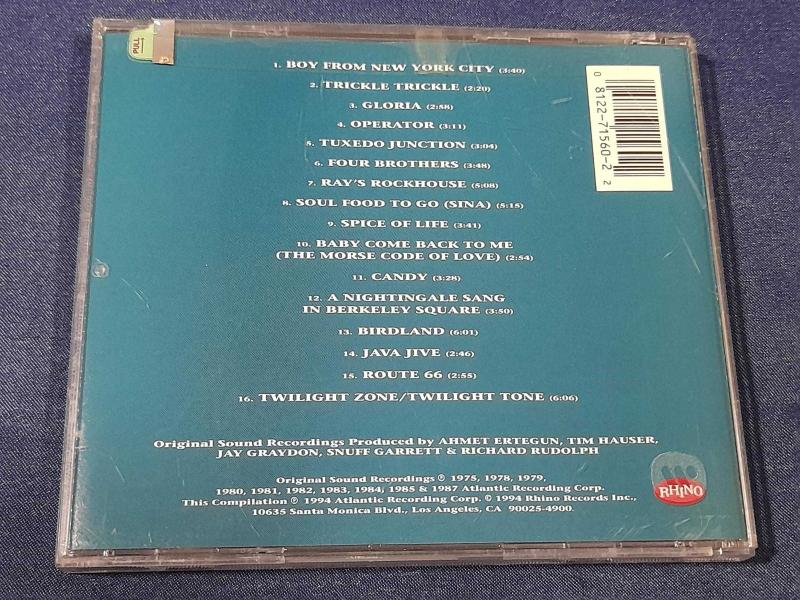 PULL
1. BOY FROM NEW YORK CITY (3:40)
2. TRICKLE TRICKLE (2:20)
3. GLORIA (2:58)
4. OPERATOR (3:11)
5. TUXEDO JUNCTION (3:04)
6. FOUR BROTHERS (3:48)
7. RAY'S ROCKHOUSE (5:08)
8. SOUL FOOD TO GO (SINA) (5:15)
9. SPICE OF LIFE (3:41)
10. BABY COME BACK TO ME
(THE MORSE CODE OF LOVE) (2:54)
11. CANDY (3:28)
12. A NIGHTINGALE SANG
IN BERKELEY SQUARE (3:50)
13. BIRDLAND (6:01)
14. JAVA JIVE (2:46)
15. ROUTE 66 (2:55)
16. TWILIGHT ZONE/TWILIGHT TONE (6:06)
0 8122-71560-2 2
Original Sound Recordings Produced by AHMET ERTEGUN, TIM HAUSER,
JAY GRAYDON, SNUFF GARRETT & RICHARD RUDOLPH
Original Sound Recordings ℗ 1975, 1978, 1979,
1980, 1981, 1982, 1983, 1984, 1985 & 1987 Atlantic Recording Corp.
This Compilation ℗ 1994 Atlantic Recording Corp. © 1994 Rhino Records Inc.,
10635 Santa Monica Blvd., Los Angeles, CA 90025-4900.
RHINO